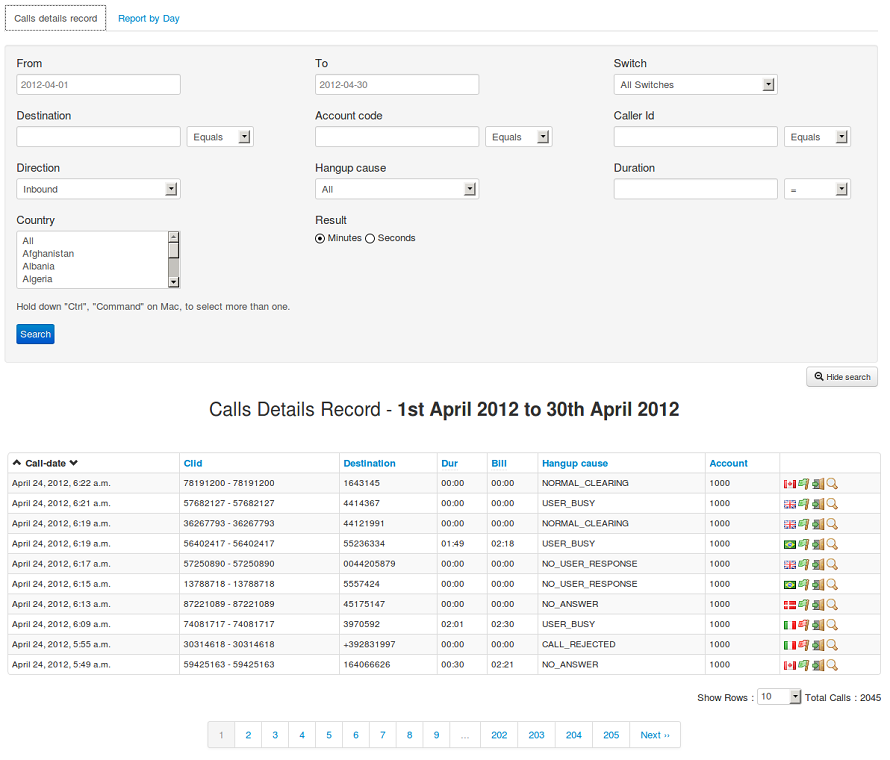 Calls details record Report by Day
From To Switch
2012-04-01 2012-04-30 All Switches
Destination Account code Caller Id
Equals Equals Equals
Direction Hangup cause Duration
Inbound All =
Country Result
All
Minutes Seconds
Afghanistan
Albania
Algeria
Hold down "Ctrl", "Command" on Mac, to select more than one.
Search
Hide search
Calls Details Record - 1st April 2012 to 30th April 2012
Call-date Clid Destination Dur Bill Hangup cause Account
April 24, 2012, 6:22 a.m. 78191200 - 78191200 1643145 00:00 00:00 NORMAL_CLEARING 1000
April 24, 2012, 6:21 a.m. 57682127 - 57682127 4414367 00:00 00:00 USER_BUSY 1000
April 24, 2012, 6:19 a.m. 36267793 - 36267793 44121991 00:00 00:00 NORMAL_CLEARING 1000
April 24, 2012, 6:19 a.m. 56402417 - 56402417 55236334 01:49 02:18 USER_BUSY 1000
April 24, 2012, 6:17 a.m. 57250890 - 57250890 0044205879 00:00 00:00 NO_USER_RESPONSE 1000
April 24, 2012, 6:15 a.m. 13788718 - 13788718 5557424 00:00 00:00 NO_USER_RESPONSE 1000
April 24, 2012, 6:13 a.m. 87221089 - 87221089 45175147 00:00 00:00 NO_ANSWER 1000
April 24, 2012, 6:09 a.m. 74081717 - 74081717 3970592 02:01 02:30 USER_BUSY 1000
April 24, 2012, 5:55 a.m. 30314618 - 30314618 +392831997 00:00 00:00 CALL_REJECTED 1000
April 24, 2012, 5:49 a.m. 59425163 - 59425163 164066626 00:30 02:21 NO_ANSWER 1000
Show Rows : 10 Total Calls : 2045
1 2 3 4 5 6 7 8 9 ... 202 203 204 205 Next ››